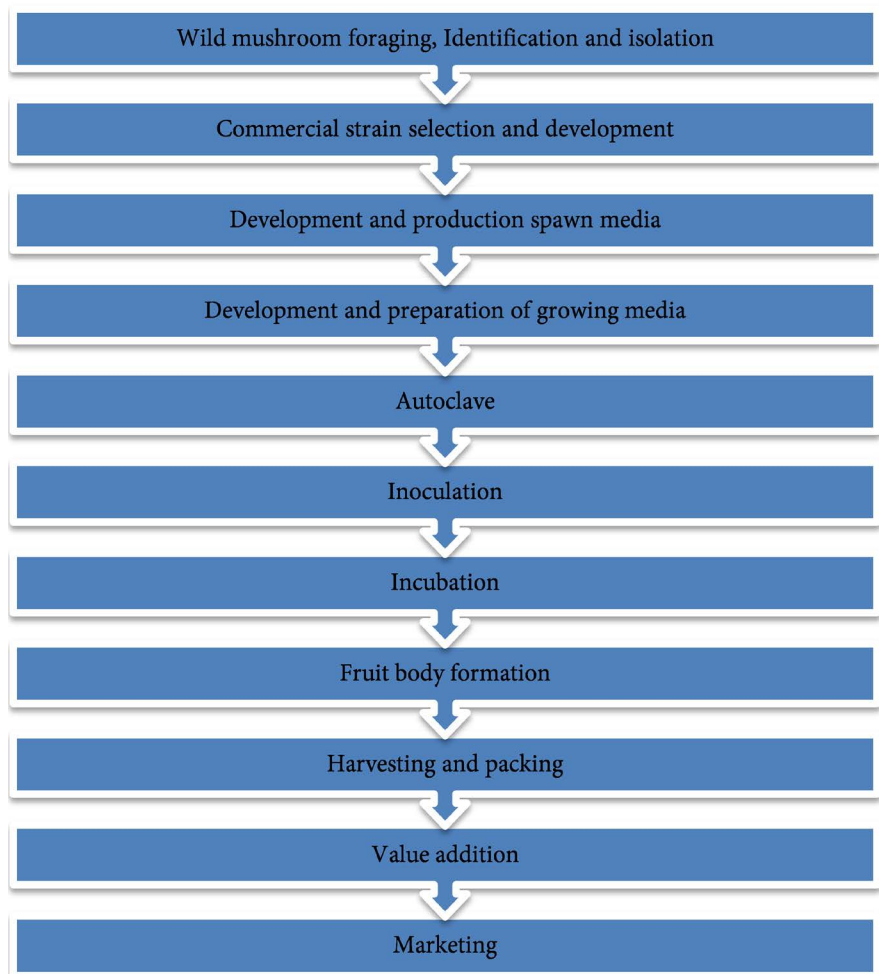 Wild mushroom foraging, Identification and isolation
Commercial strain selection and development
Development and production spawn media
Development and preparation of growing media
Autoclave
Inoculation
Incubation
Fruit body formation
Harvesting and packing
Value addition
Marketing